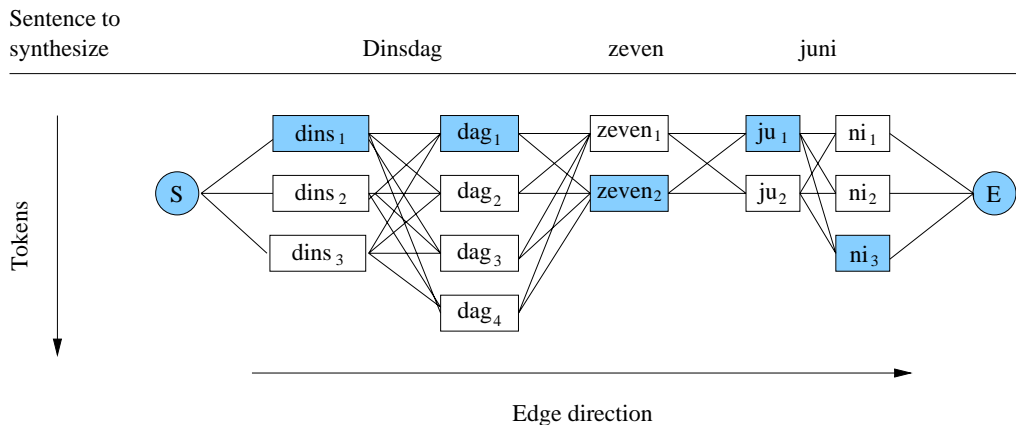 Sentence to
synthesize Dinsdag zeven juni
dins₁ dag₁ zeven₁ ju₁ ni₁
S dins₂ dag₂ zeven₂ ju₂ ni₂ E
dins₃ dag₃ ni₃
dag₄
Tokens
Edge direction